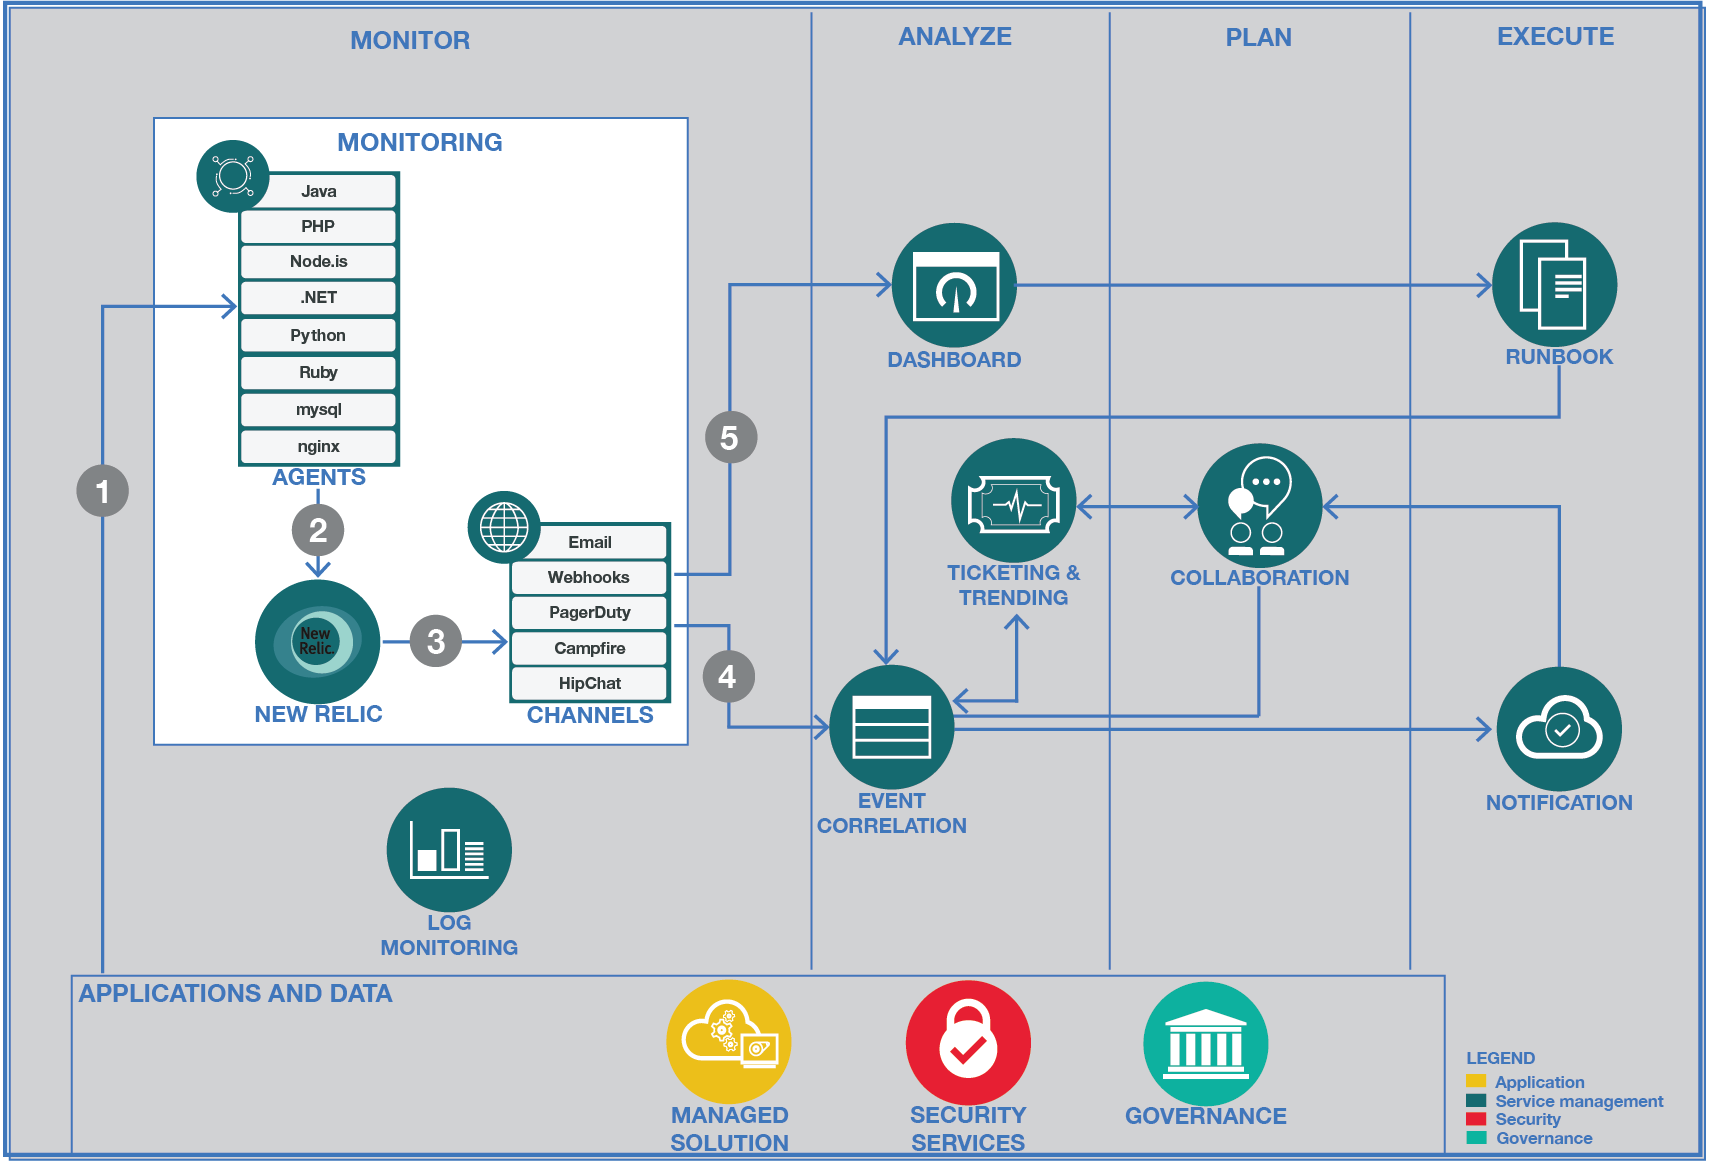 MONITOR
ANALYZE
PLAN
EXECUTE
MONITORING
Java
PHP
Node.is
.NET
Python
Ruby
mysql
nginx
AGENTS
1
2
New
Relic.
NEW RELIC
3
Email
Webhooks
PagerDuty
Campfire
HipChat
CHANNELS
5
4
DASHBOARD
RUNBOOK
TICKETING &
TRENDING
COLLABORATION
EVENT
CORRELATION
NOTIFICATION
LOG
MONITORING
APPLICATIONS AND DATA
MANAGED
SOLUTION
SECURITY
SERVICES
GOVERNANCE
LEGEND
Application
Service management
Security
Governance